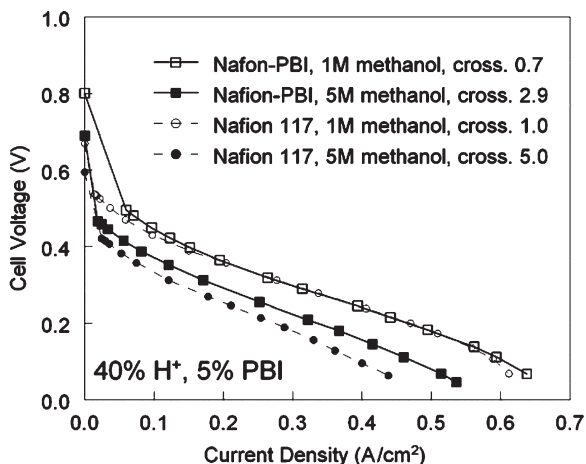 1.0
0.8
0.6
0.4
0.2
0.0
Cell Voltage (V)
Nafon-PBI, 1M methanol, cross. 0.7
Nafion-PBI, 5M methanol, cross. 2.9
Nafion 117, 1M methanol, cross. 1.0
Nafion 117, 5M methanol, cross. 5.0
40% H⁺, 5% PBI
0.0 0.1 0.2 0.3 0.4 0.5 0.6 0.7
Current Density (A/cm²)